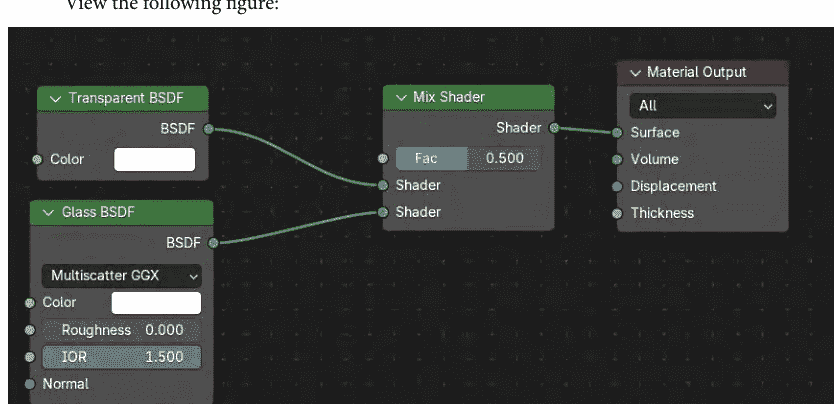 View the following figure:
Transparent BSDF
BSDF
Color
Glass BSDF
BSDF
Multiscatter GGX
Color
Roughness 0.000
IOR 1.500
Normal
Mix Shader
Shader
Fac 0.500
Shader
Shader
Material Output
All
Surface
Volume
Displacement
Thickness